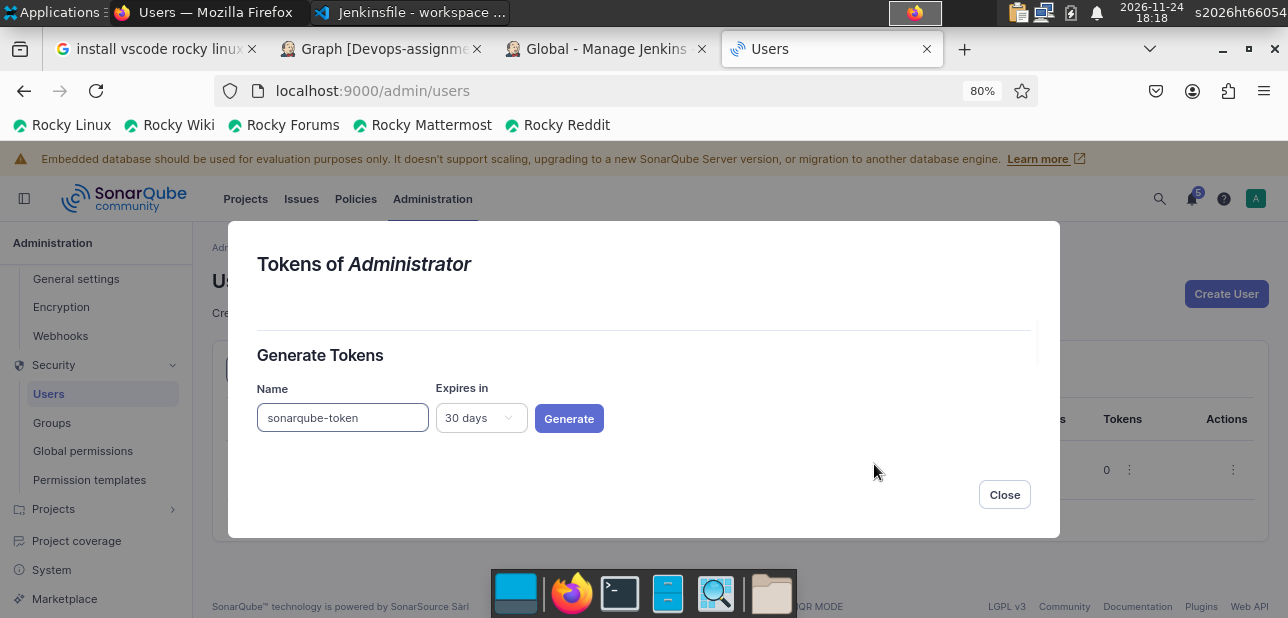 Applications
Users — Mozilla Firefox
Jenkinsfile - workspace ...
2026-11-24
18:18
s2026ht66054
install vscode rocky linux
Graph [Devops-assignme
Global - Manage Jenkins
Users
localhost:9000/admin/users
80%
Rocky Linux
Rocky Wiki
Rocky Forums
Rocky Mattermost
Rocky Reddit
Embedded database should be used for evaluation purposes only. It doesn't support scaling, upgrading to a new SonarQube Server version, or migration to another database engine. Learn more
SonarQube
community
Projects
Issues
Policies
Administration
5
A
Administration
General settings
Encryption
Webhooks
Security
Users
Groups
Global permissions
Permission templates
Projects
Project coverage
System
Marketplace
Create User
Tokens of Administrator
Generate Tokens
Name
Expires in
sonarqube-token
30 days
Generate
Close
Tokens
Actions
0
SonarQube™ technology is powered by SonarSource Sàrl
QR MODE
LGPL v3
Community
Documentation
Plugins
Web API